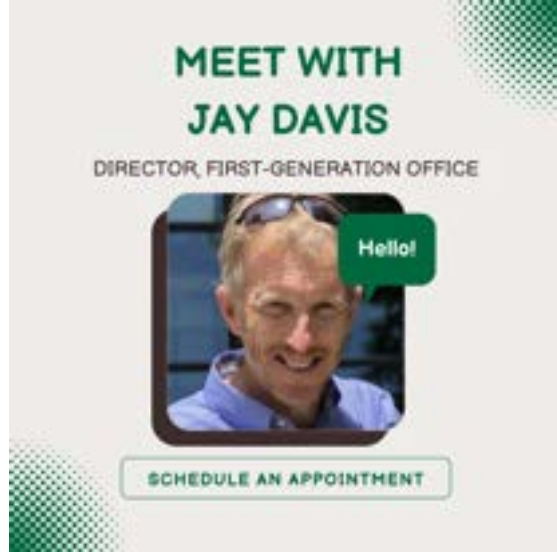 MEET WITH
JAY DAVIS
DIRECTOR, FIRST-GENERATION OFFICE
Hello!
SCHEDULE AN APPOINTMENT